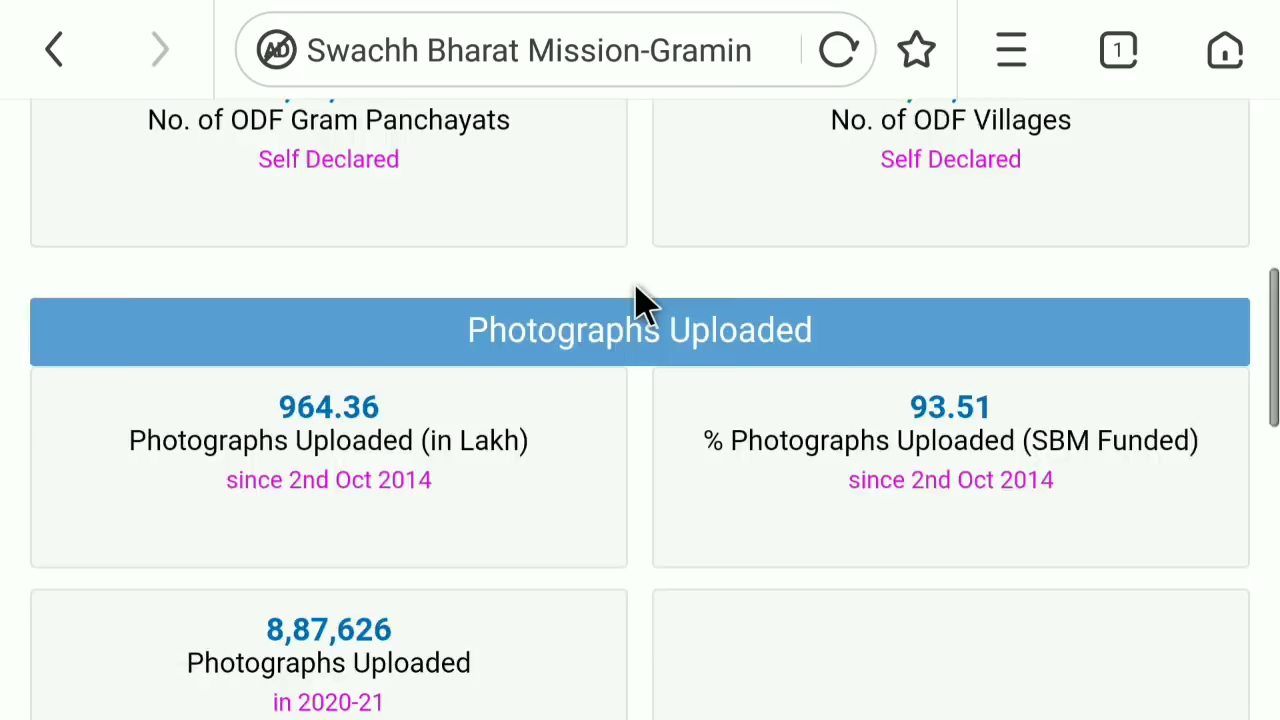 AD
Swachh Bharat Mission-Gramin
1
No. of ODF Gram Panchayats
Self Declared
No. of ODF Villages
Self Declared
Photographs Uploaded
964.36
Photographs Uploaded (in Lakh)
since 2nd Oct 2014
93.51
% Photographs Uploaded (SBM Funded)
since 2nd Oct 2014
8,87,626
Photographs Uploaded
in 2020-21